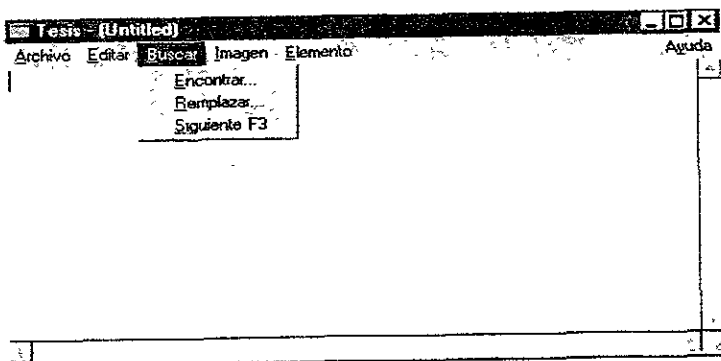 Tesis - (Untitled)
Archivo Editar Buscar Imagen Elemento Ayuda
Encontrar...
Remplazar...
Siguiente F3